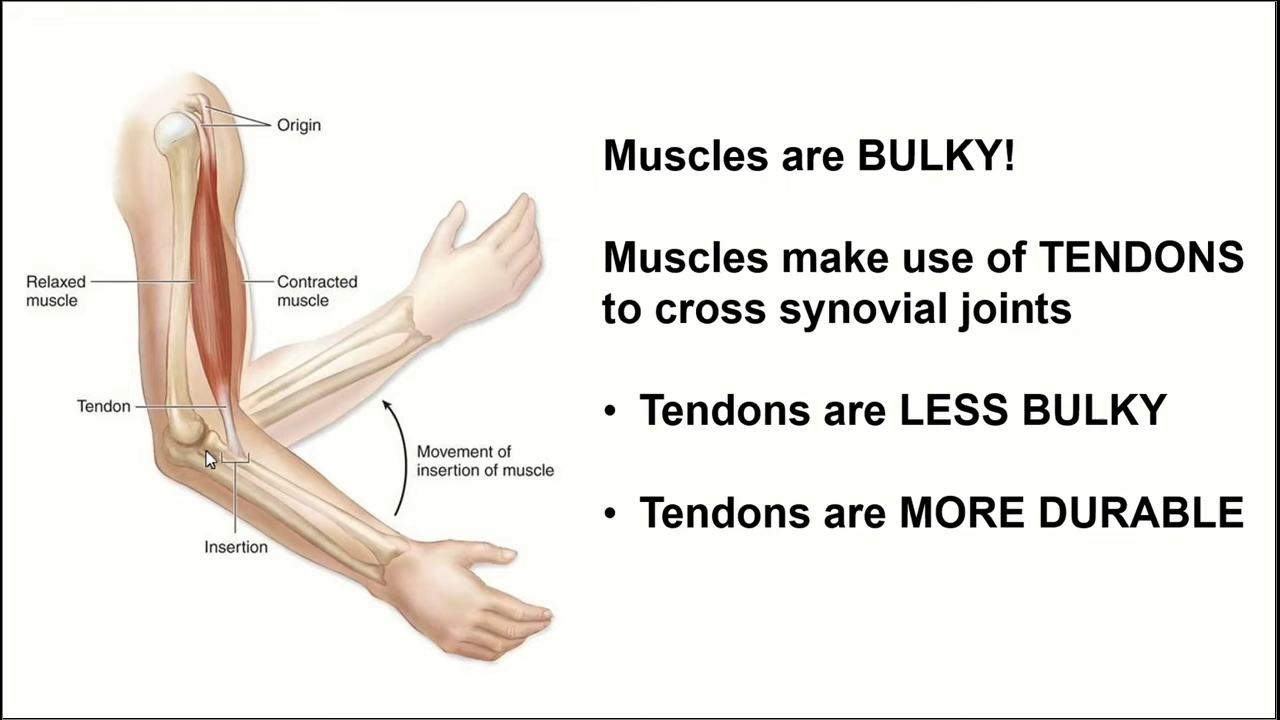 Origin
Relaxed
muscle
Contracted
muscle
Tendon
Movement of
insertion of muscle
Insertion
Muscles are BULKY!
Muscles make use of TENDONS
to cross synovial joints
• Tendons are LESS BULKY
• Tendons are MORE DURABLE